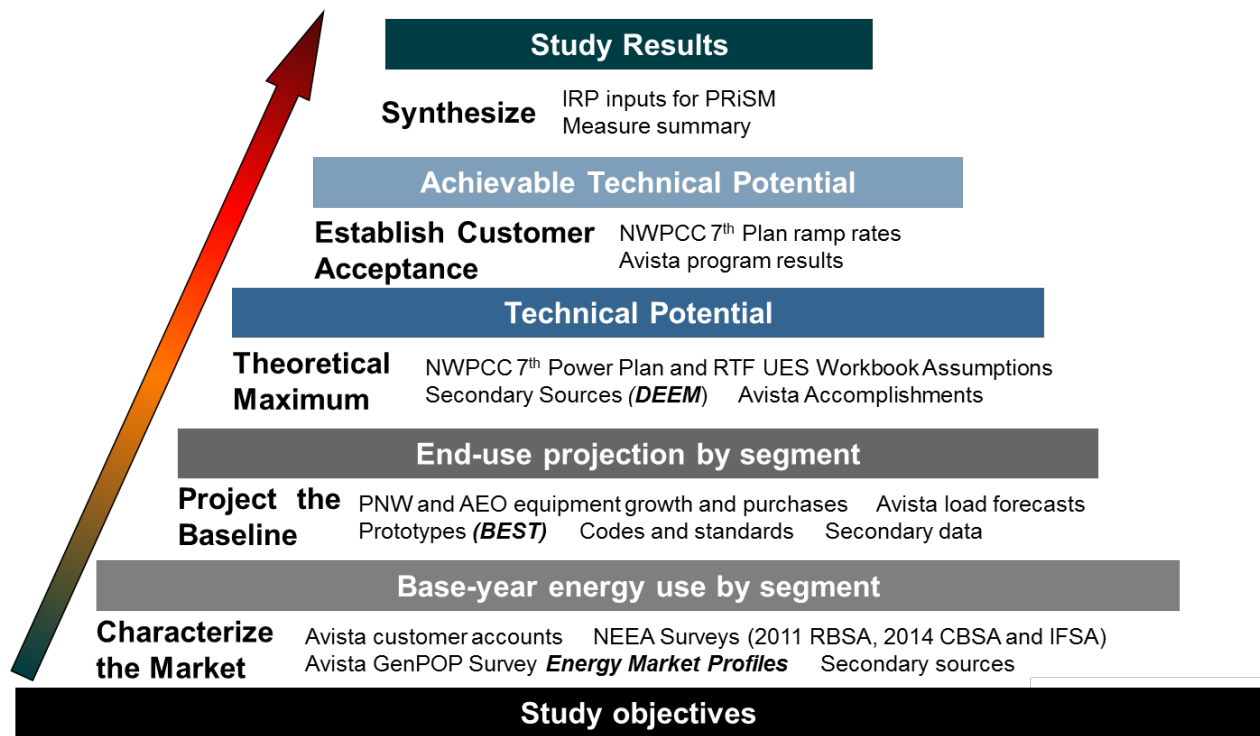 Study Results
Synthesize
IRP inputs for PRiSM
Measure summary
Achievable Technical Potential
Establish Customer
Acceptance
NWPCC 7th Plan ramp rates
Avista program results
Technical Potential
Theoretical
Maximum
NWPCC 7th Power Plan and RTF UES Workbook Assumptions
Secondary Sources (DEEM) Avista Accomplishments
End-use projection by segment
Project the
Baseline
PNW and AEO equipment growth and purchases Avista load forecasts
Prototypes (BEST) Codes and standards Secondary data
Base-year energy use by segment
Characterize
the Market
Avista customer accounts NEEA Surveys (2011 RBSA, 2014 CBSA and IFSA)
Avista GenPOP Survey Energy Market Profiles Secondary sources
Study objectives